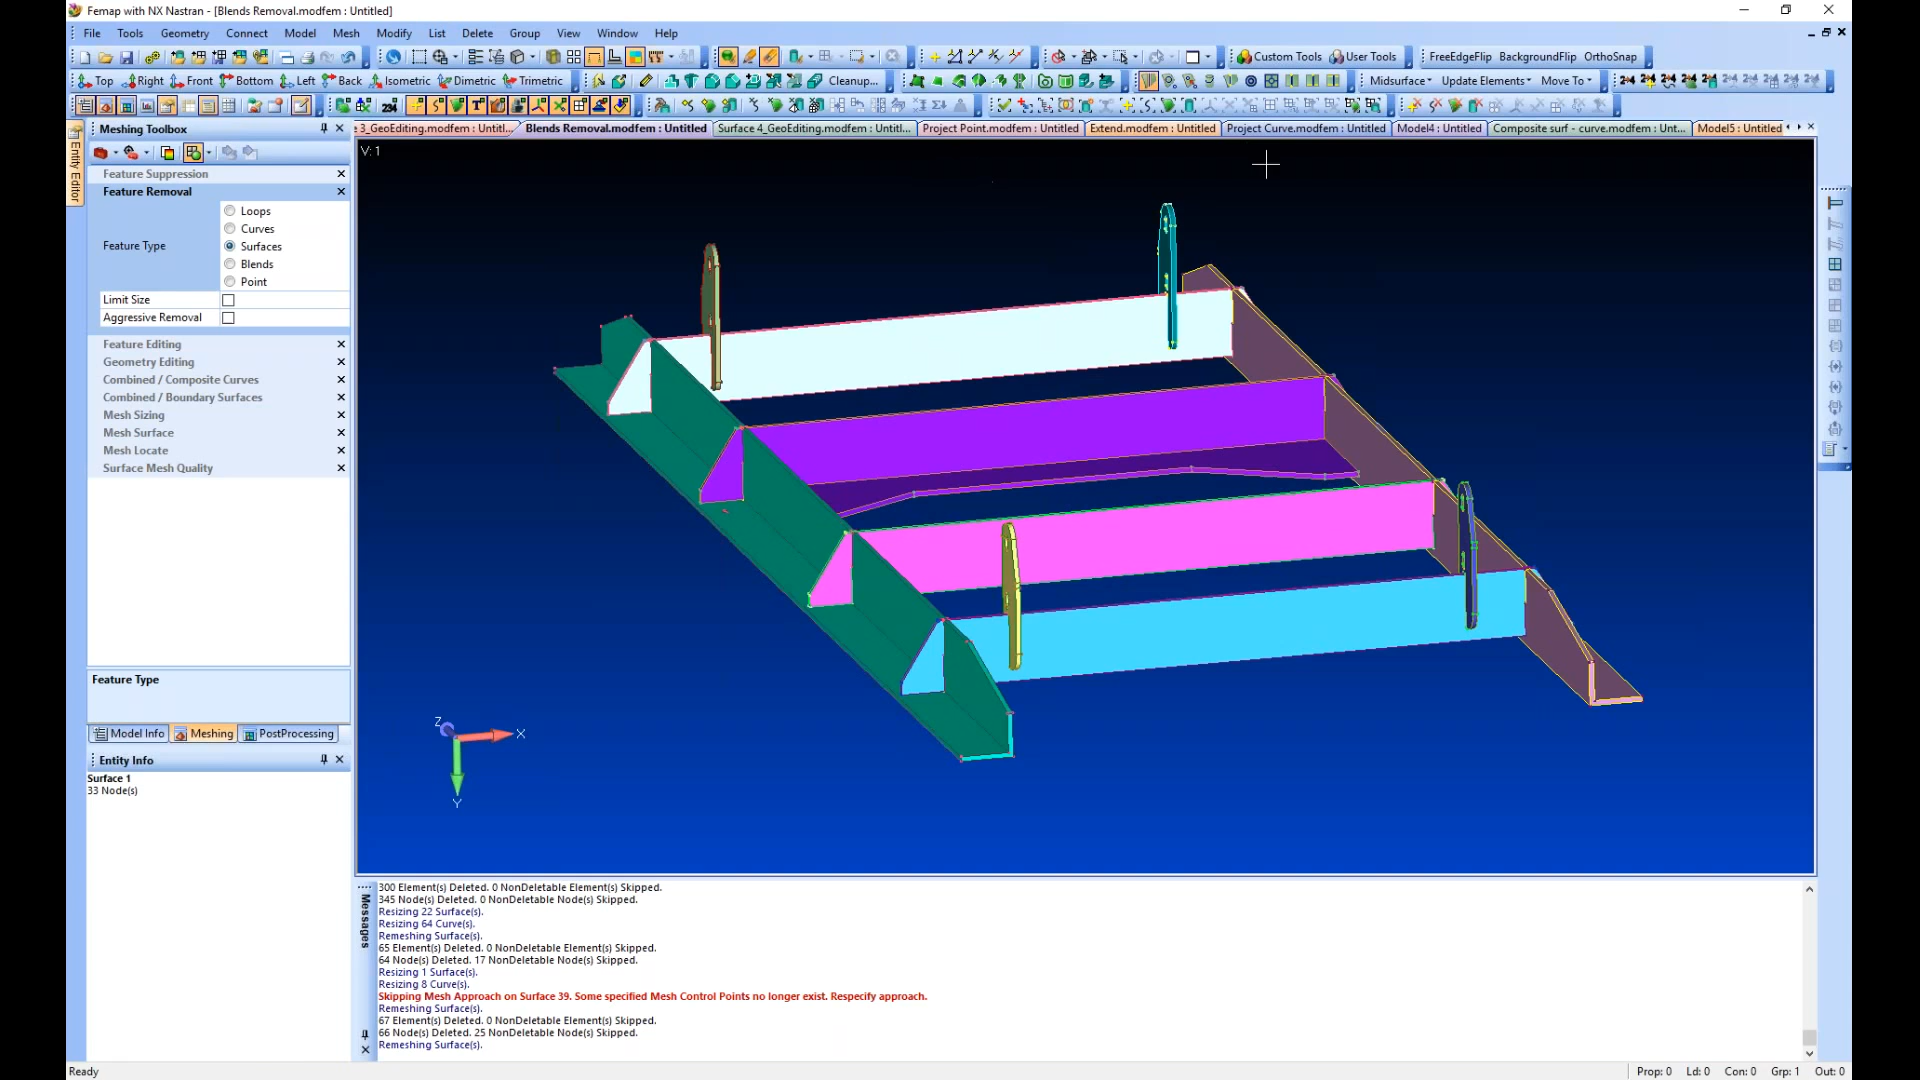 Femap with NX Nastran - [Blends Removal.modfem : Untitled]
File Tools Geometry Connect Model Mesh Modify List Delete Group View Window Help
Custom Tools User Tools FreeEdgeFlip BackgroundFlip OrthoSnap
Top Right Front Bottom Left Back Isometric Dimetric Trimetric Cleanup... Midsurface Update Elements Move To
234
Meshing Toolbox
3_GeoEditing.modfem : Untitl... Blends Removal.modfem : Untitled Surface 4_GeoEditing.modfem : Untitl... Project Point.modfem : Untitled Extend.modfem : Untitled Project Curve.modfem : Untitled Model4 : Untitled Composite surf - curve.modfem : Unt... Model5 : Untitled
Entity Editor
V: 1
Feature Suppression
Feature Removal
Feature Type
Loops
Curves
Surfaces
Blends
Point
Limit Size
Aggressive Removal
Feature Editing
Geometry Editing
Combined / Composite Curves
Combined / Boundary Surfaces
Mesh Sizing
Mesh Surface
Mesh Locate
Surface Mesh Quality
Feature Type
Model Info Meshing PostProcessing
Entity Info
Surface 1
33 Node(s)
Z
X
Y
Messages
300 Element(s) Deleted. 0 NonDeletable Element(s) Skipped.
345 Node(s) Deleted. 0 NonDeletable Node(s) Skipped.
Resizing 22 Surface(s).
Resizing 64 Curve(s).
Remeshing Surface(s).
65 Element(s) Deleted. 0 NonDeletable Element(s) Skipped.
64 Node(s) Deleted. 17 NonDeletable Node(s) Skipped.
Resizing 1 Surface(s).
Resizing 8 Curve(s).
Skipping Mesh Approach on Surface 39. Some specified Mesh Control Points no longer exist. Respecify approach.
Remeshing Surface(s).
67 Element(s) Deleted. 0 NonDeletable Element(s) Skipped.
66 Node(s) Deleted. 25 NonDeletable Node(s) Skipped.
Remeshing Surface(s).
Ready
Prop: 0 Ld: 0 Con: 0 Grp: 1 Out: 0